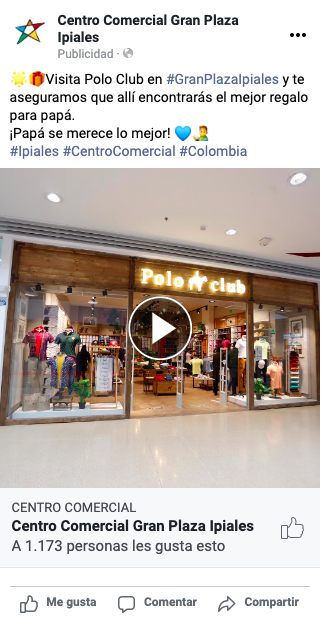 Centro Comercial Gran Plaza
Ipiales
Publicidad ·
🌟🎁Visita Polo Club en #GranPlazaIpiales y te
aseguramos que allí encontrarás el mejor regalo
para papá.
¡Papá se merece lo mejor! 💙🤱
#Ipiales #CentroComercial #Colombia
Polo club
CENTRO COMERCIAL
Centro Comercial Gran Plaza Ipiales
A 1.173 personas les gusta esto
Me gusta Comentar Compartir